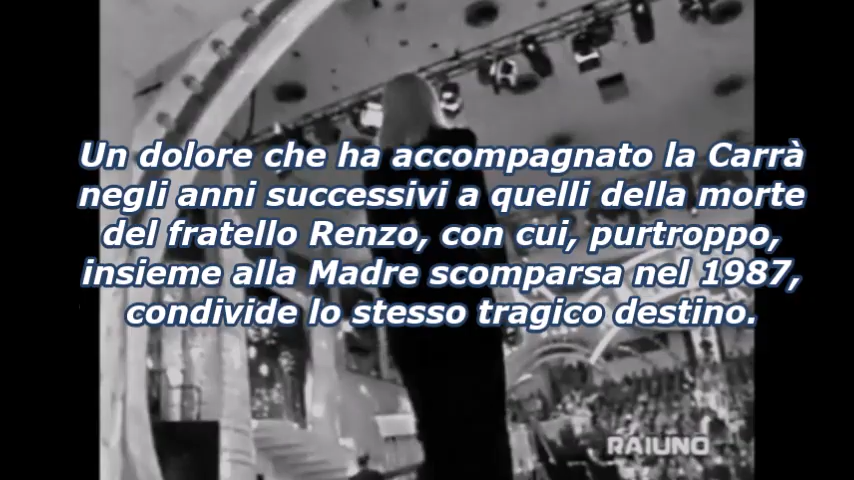 Un dolore che ha accompagnato la Carrà
negli anni successivi a quelli della morte
del fratello Renzo, con cui, purtroppo,
insieme alla Madre scomparsa nel 1987,
condivide lo stesso tragico destino.
RAIUNO